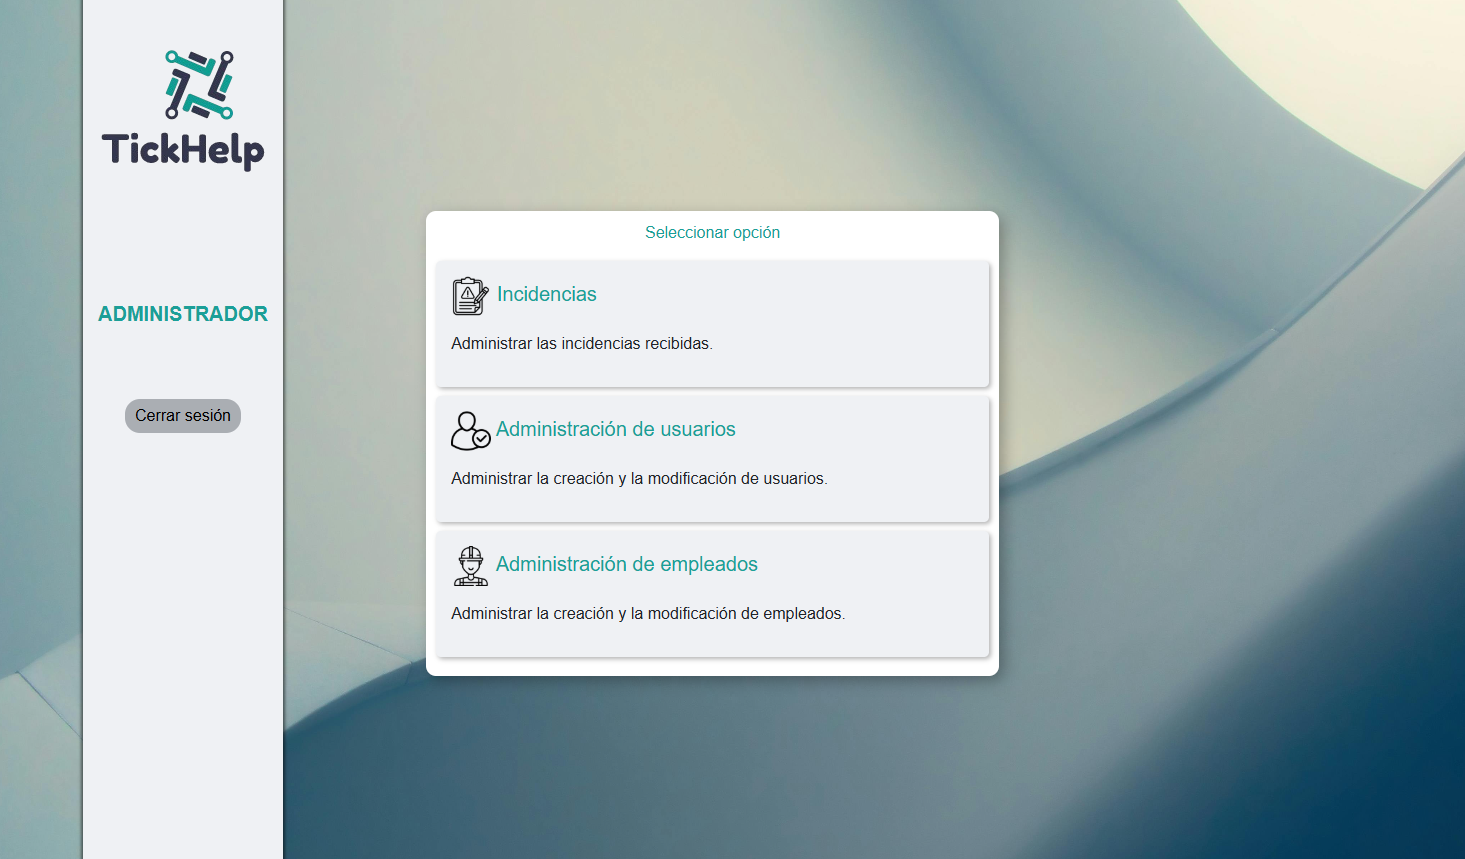 TickHelp
ADMINISTRADOR
Cerrar sesión
Seleccionar opción
Incidencias
Administrar las incidencias recibidas.
Administración de usuarios
Administrar la creación y la modificación de usuarios.
Administración de empleados
Administrar la creación y la modificación de empleados.